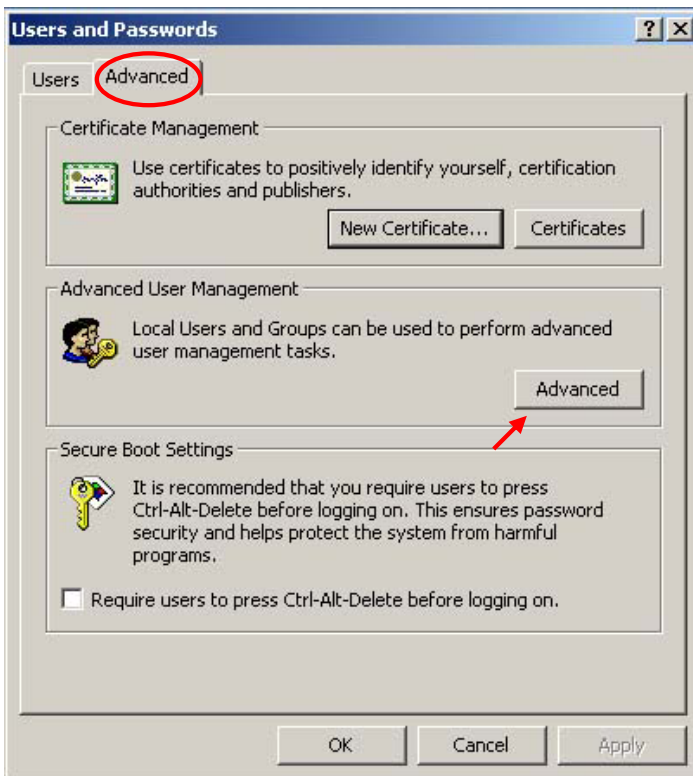 Users and Passwords
Users
Advanced
Certificate Management
Use certificates to positively identify yourself, certification
authorities and publishers.
New Certificate...
Certificates
Advanced User Management
Local Users and Groups can be used to perform advanced
user management tasks.
Advanced
Secure Boot Settings
It is recommended that you require users to press
Ctrl-Alt-Delete before logging on. This ensures password
security and helps protect the system from harmful
programs.
Require users to press Ctrl-Alt-Delete before logging on.
OK
Cancel
Apply